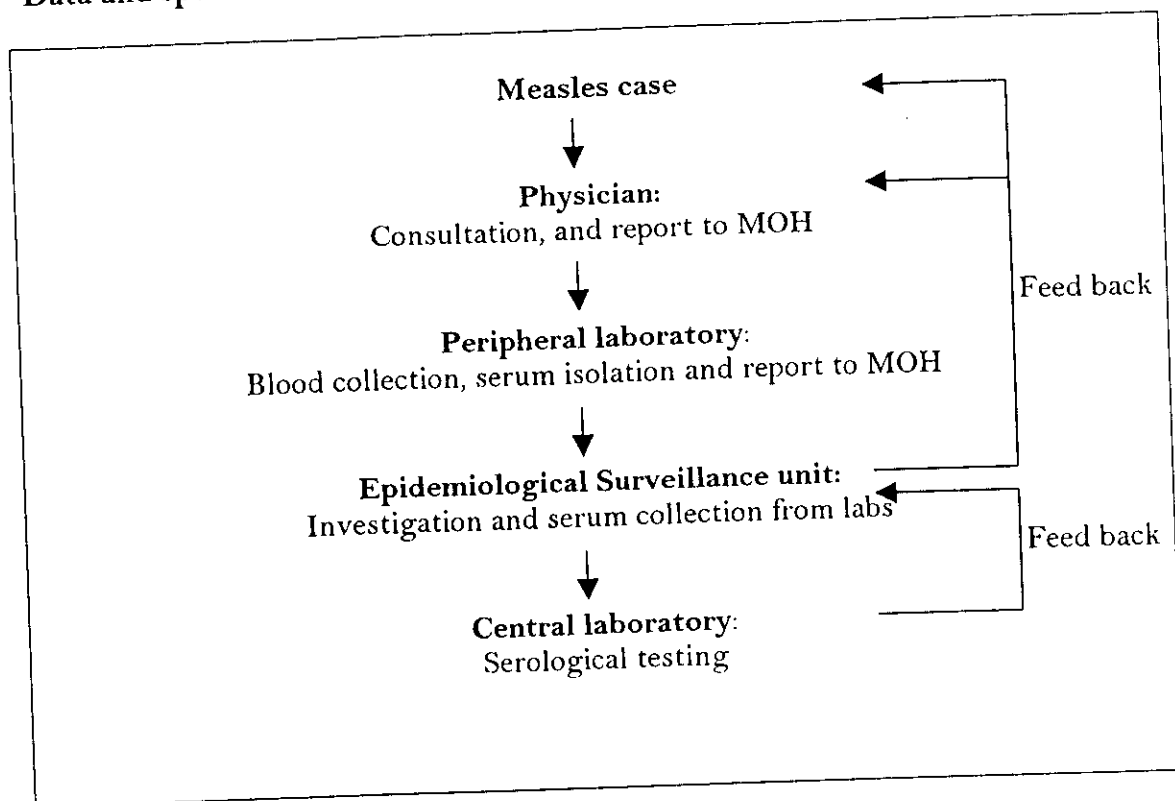 Data and
Measles case
Physician:
Consultation, and report to MOH
Feed back
Peripheral laboratory:
Blood collection, serum isolation and report to MOH
Epidemiological Surveillance unit:
Investigation and serum collection from labs
Feed back
Central laboratory:
Serological testing